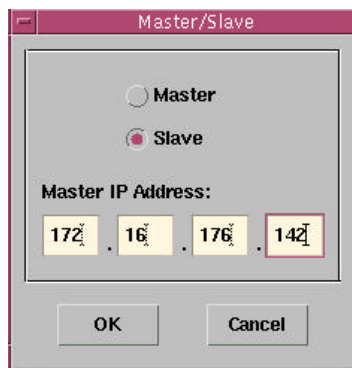 Master/Slave
Master
Slave
Master IP Address:
172 . 16 . 176 . 142
OK Cancel